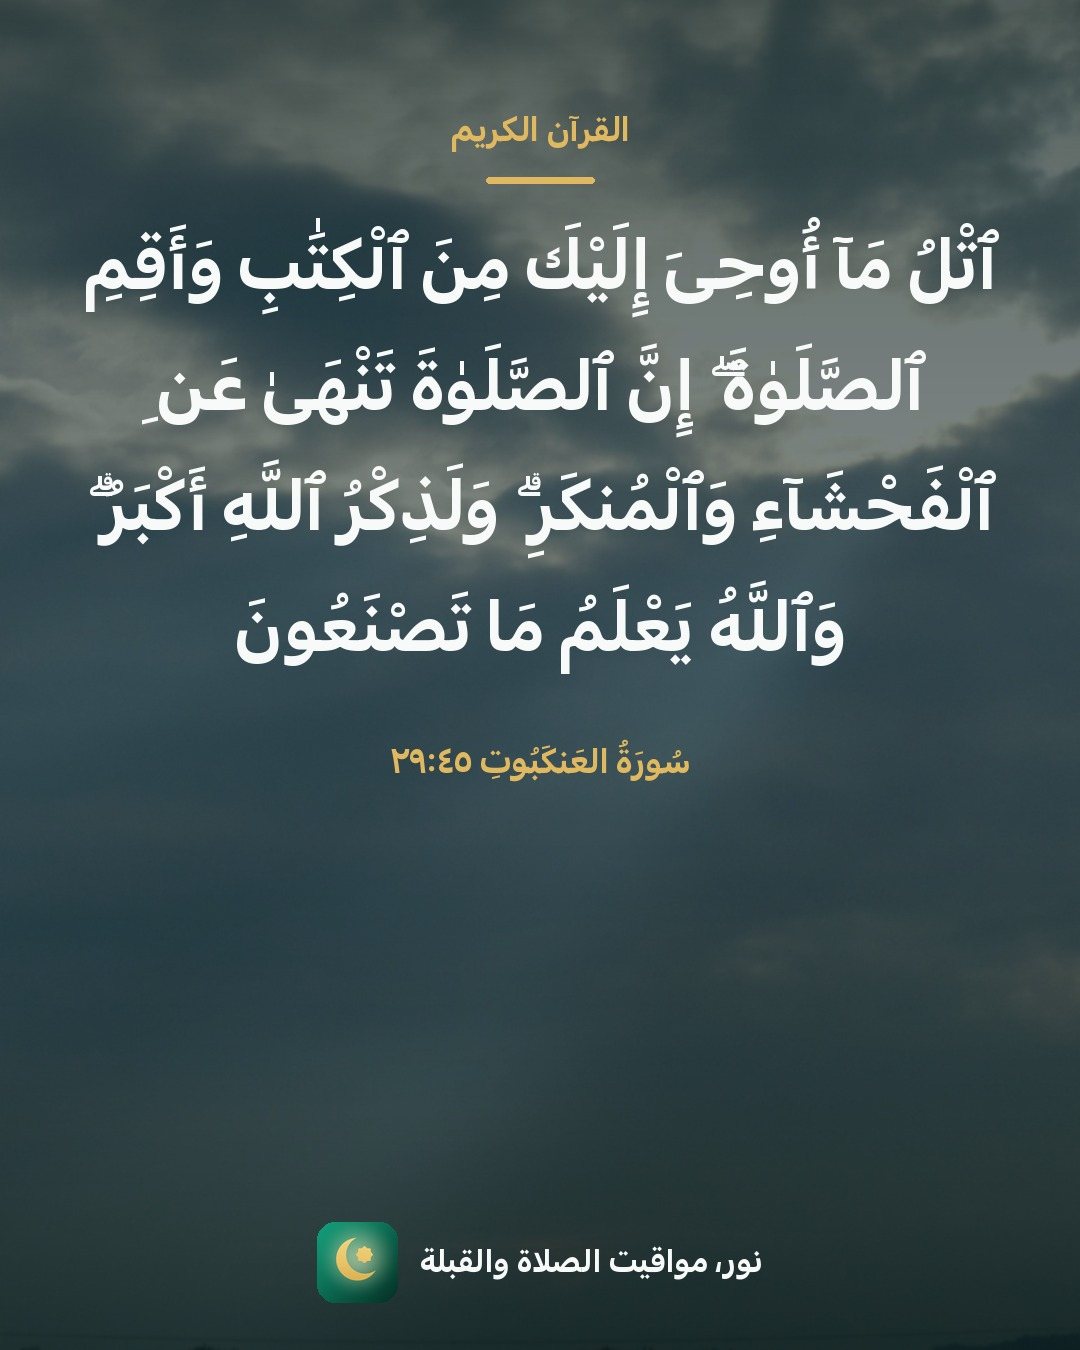 القرآن الكريم
ٱتْلُ مَآ أُوحِىَ إِلَيْكَ مِنَ ٱلْكِتَٰبِ وَأَقِمِ
ٱلصَّلَوٰةَ ۖ إِنَّ ٱلصَّلَوٰةَ تَنْهَىٰ عَنِ
ٱلْفَحْشَآءِ وَٱلْمُنكَرِ ۗ وَلَذِكْرُ ٱللَّهِ أَكْبَرُ ۗ
وَٱللَّهُ يَعْلَمُ مَا تَصْنَعُونَ
سُورَةُ العَنكَبُوتِ ٢٩:٤٥
نور، مواقيت الصلاة والقبلة